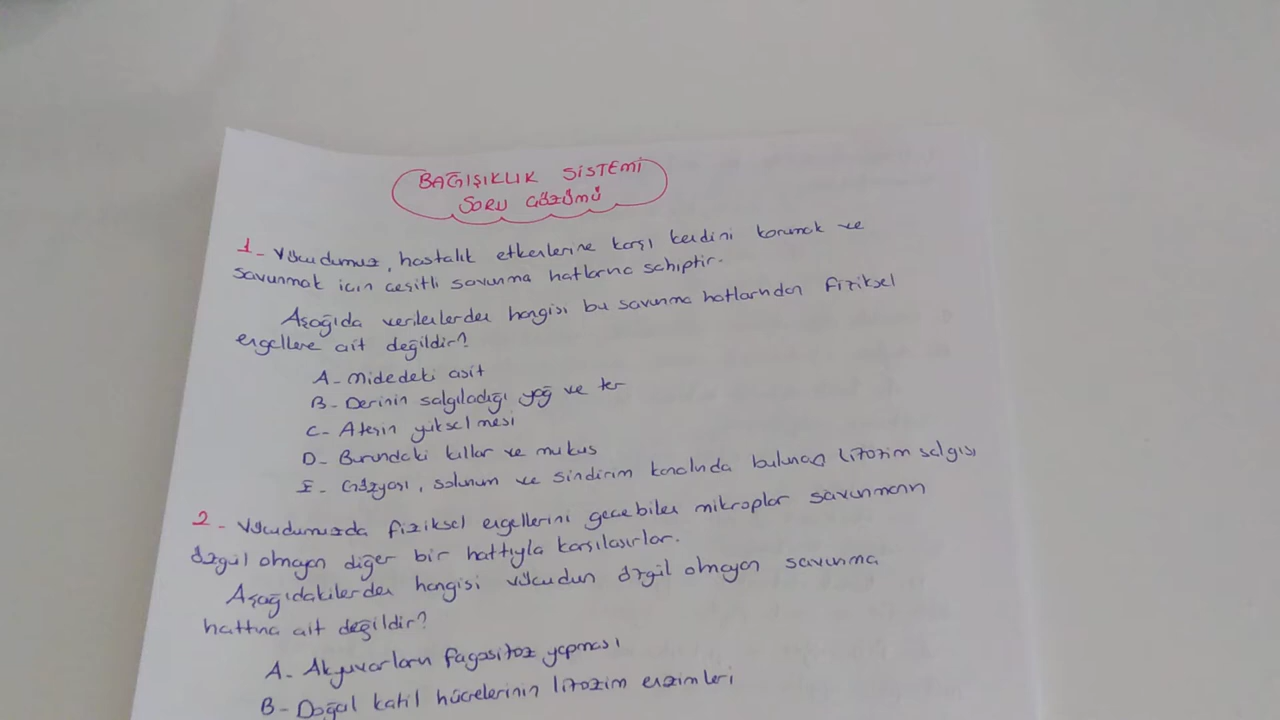 BAĞIŞIKLIK SİSTEMİ
SORU ÇÖZÜMÜ
1- Vücudumuz, hastalık etkenlerine karşı kendini korumak ve
savunmak için çeşitli savunma hatlarına sahiptir.
Aşağıda verilenlerden hangisi bu savunma hatlarından fiziksel
engellere ait değildir?
A- Midedeki asit
B- Derinin salgıladığı yağ ve ter
C- Ateşin yükselmesi
D- Burundaki kıllar ve mukus
E- Gözyaşı, solunum ve sindirim kanalında bulunan lizozim salgısı
2- Vücudumuzda fiziksel engellerini geçebilen mikroplar savunmanın
özgül olmayan diğer bir hattıyla karşılaşırlar.
Aşağıdakilerden hangisi vücudun özgül olmayan savunma
hattına ait değildir?
A- Akyuvarların fagositoz yapması
B- Doğal katil hücrelerinin lizozim enzimleri